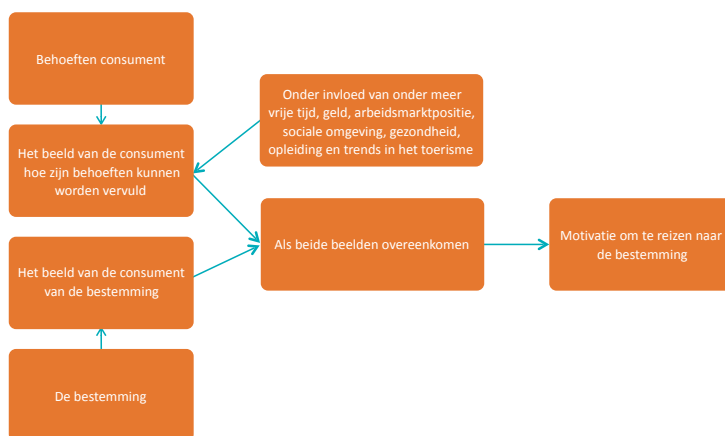 Behoeften consument
Onder invloed van onder meer
vrije tijd, geld, arbeidsmarktpositie,
sociale omgeving, gezondheid,
opleiding en trends in het toerisme
Het beeld van de consument
hoe zijn behoeften kunnen
worden vervuld
Als beide beelden overeenkomen
Motivatie om te reizen naar
de bestemming
Het beeld van de consument
van de bestemming
De bestemming